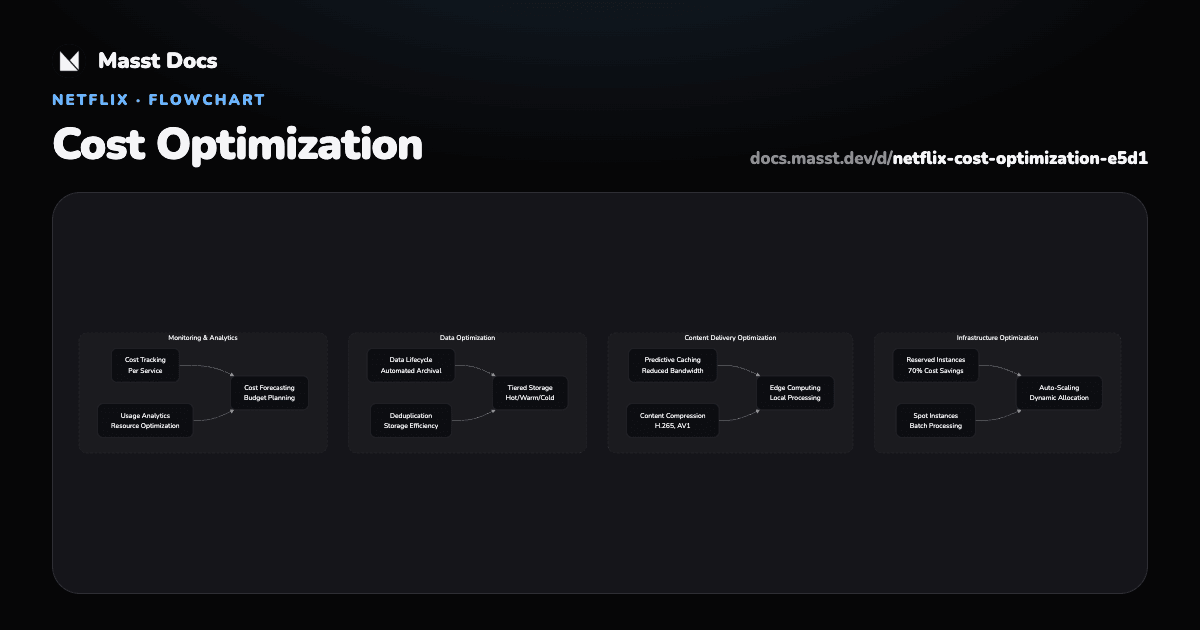 Masst Docs
NETFLIX · FLOWCHART
Cost Optimization
docs.masst.dev/d/netflix-cost-optimization-e5d1
Monitoring & Analytics
Cost Tracking
Per Service
Cost Forecasting
Budget Planning
Usage Analytics
Resource Optimization
Data Optimization
Data Lifecycle
Automated Archival
Tiered Storage
Hot/Warm/Cold
Deduplication
Storage Efficiency
Content Delivery Optimization
Predictive Caching
Reduced Bandwidth
Edge Computing
Local Processing
Content Compression
H.265, AV1
Infrastructure Optimization
Reserved Instances
70% Cost Savings
Auto-Scaling
Dynamic Allocation
Spot Instances
Batch Processing